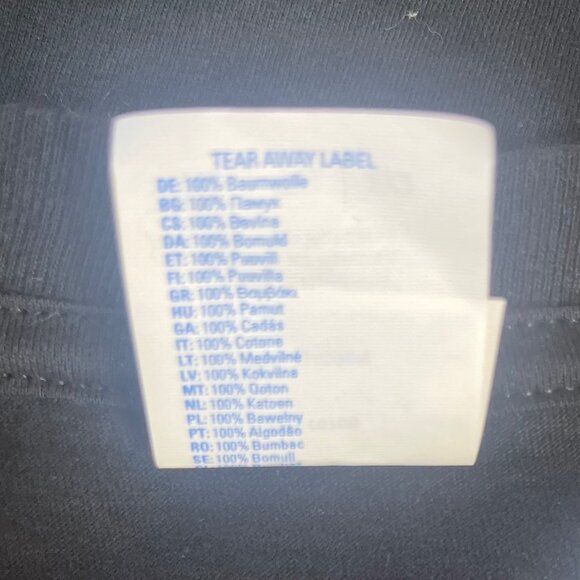 TEAR AWAY LABEL
DE: 100% Baumwolle
BG: 100% Памук
CS: 100% Bavlna
DA: 100% Bomuld
ET: 100% Puuvill
FI: 100% Puuvilla
GR: 100% Βαμβάκι
HU: 100% Pamut
GA: 100% Cadás
IT: 100% Cotone
LT: 100% Medvilnė
LV: 100% Kokvilna
MT: 100% Qoton
NL: 100% Katoen
PL: 100% Bawełny
PT: 100% Algodão
RO: 100% Bumbac
SE: 100% Bomull